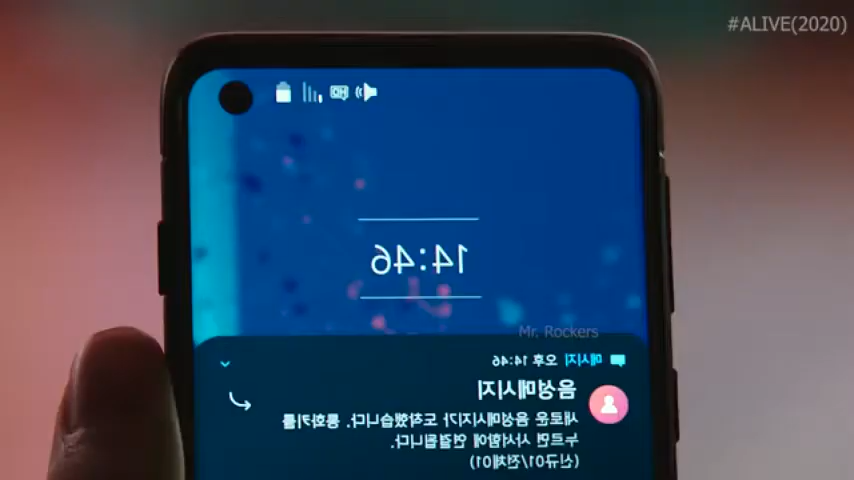 #ALIVE(2020)
14:46
Mr. Rockers
메시지 오후 14:46
음성메시지
새로운 음성메시지가 도착했습니다. 통화키를
누르면 사서함에 연결됩니다.
(신규01/전체01)